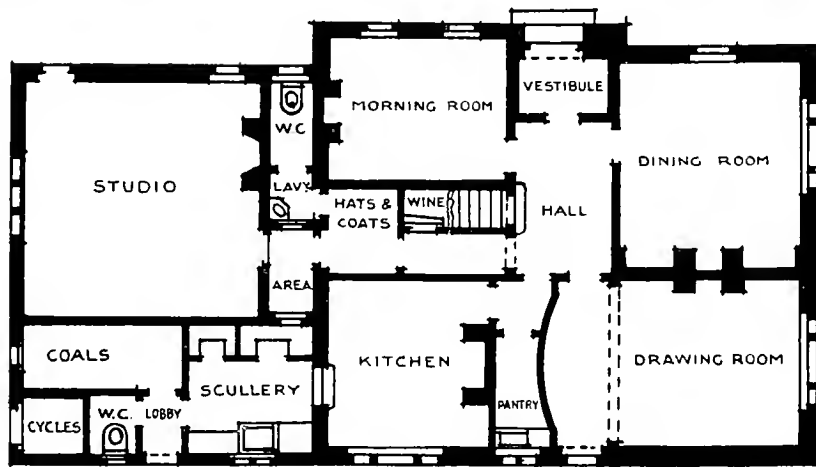 VESTIBULE
MORNING ROOM
W.C
DINING ROOM
STUDIO
LAVY
HATS &
COATS
WINE
HALL
AREA
COALS
KITCHEN
DRAWING ROOM
SCULLERY
CYCLES
W.C.
LOBBY
PANTRY